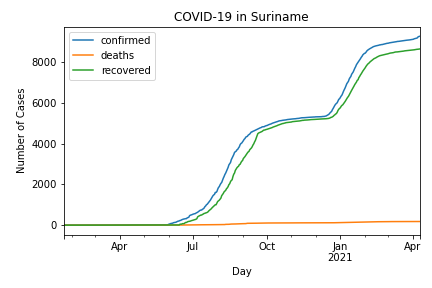 COVID-19 in Suriname
confirmed
deaths
recovered
Number of Cases
8000
6000
4000
2000
0
Apr
Jul
Oct
Jan
2021
Apr
Day